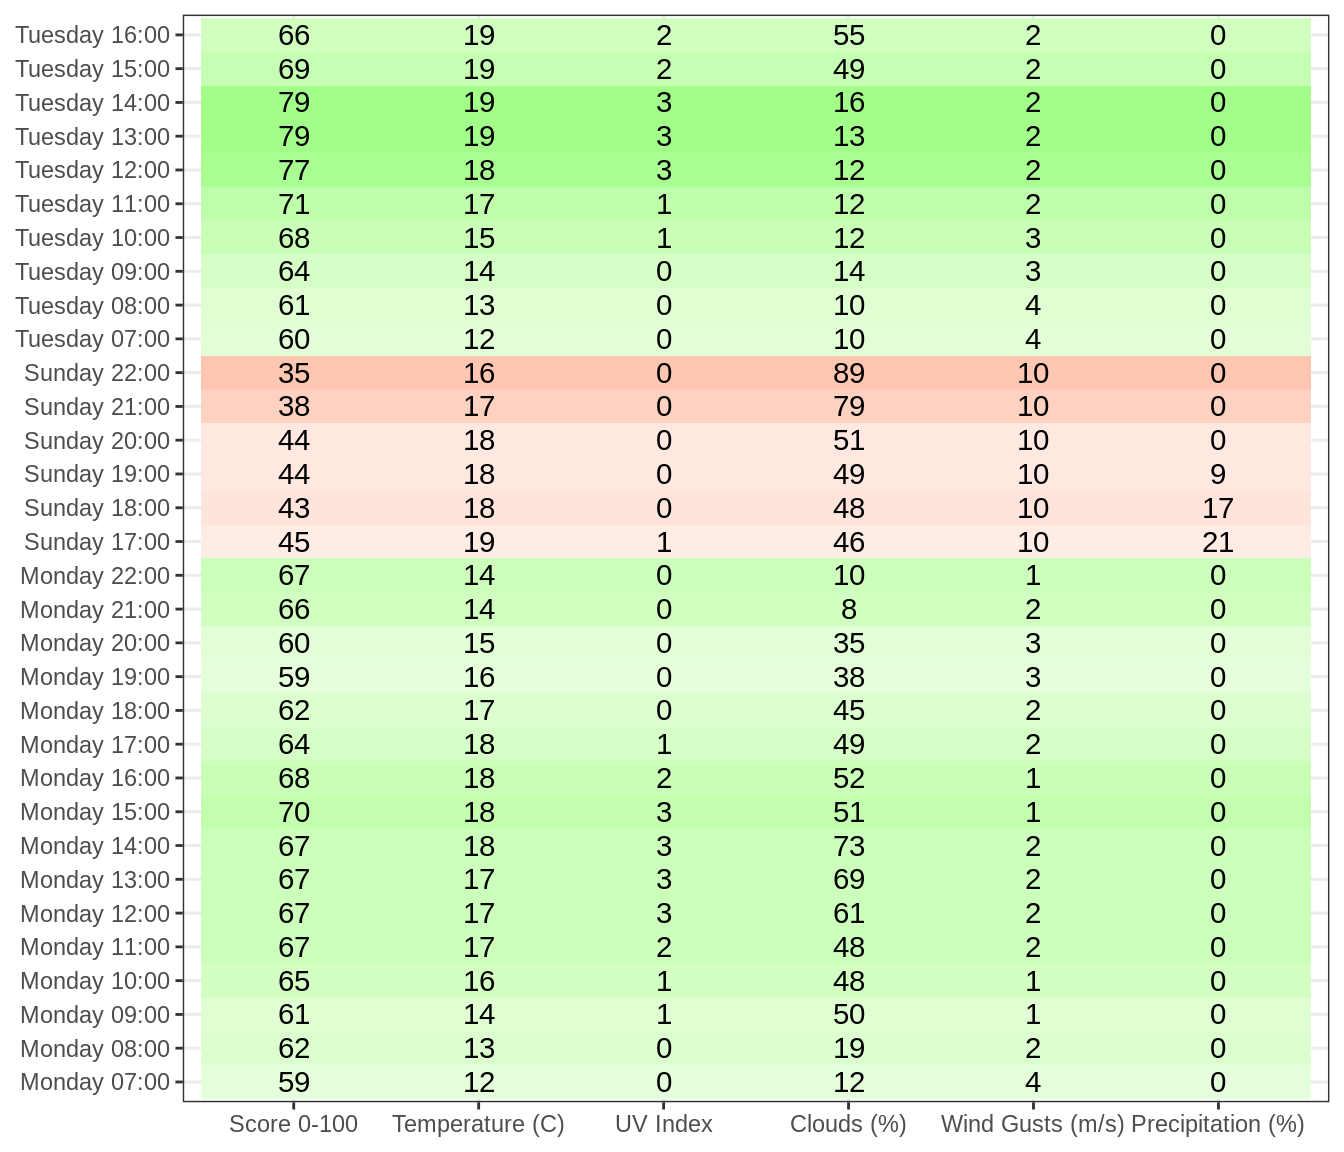 Tuesday 16:00 66 19 2 55 2 0
Tuesday 15:00 69 19 2 49 2 0
Tuesday 14:00 79 19 3 16 2 0
Tuesday 13:00 79 19 3 13 2 0
Tuesday 12:00 77 18 3 12 2 0
Tuesday 11:00 71 17 1 12 2 0
Tuesday 10:00 68 15 1 12 3 0
Tuesday 09:00 64 14 0 14 3 0
Tuesday 08:00 61 13 0 10 4 0
Tuesday 07:00 60 12 0 10 4 0
Sunday 22:00 35 16 0 89 10 0
Sunday 21:00 38 17 0 79 10 0
Sunday 20:00 44 18 0 51 10 0
Sunday 19:00 44 18 0 49 10 9
Sunday 18:00 43 18 0 48 10 17
Sunday 17:00 45 19 1 46 10 21
Monday 22:00 67 14 0 10 1 0
Monday 21:00 66 14 0 8 2 0
Monday 20:00 60 15 0 35 3 0
Monday 19:00 59 16 0 38 3 0
Monday 18:00 62 17 0 45 2 0
Monday 17:00 64 18 1 49 2 0
Monday 16:00 68 18 2 52 1 0
Monday 15:00 70 18 3 51 1 0
Monday 14:00 67 18 3 73 2 0
Monday 13:00 67 17 3 69 2 0
Monday 12:00 67 17 3 61 2 0
Monday 11:00 67 17 2 48 2 0
Monday 10:00 65 16 1 48 1 0
Monday 09:00 61 14 1 50 1 0
Monday 08:00 62 13 0 19 2 0
Monday 07:00 59 12 0 12 4 0
Score 0-100 Temperature (C) UV Index Clouds (%) Wind Gusts (m/s) Precipitation (%)